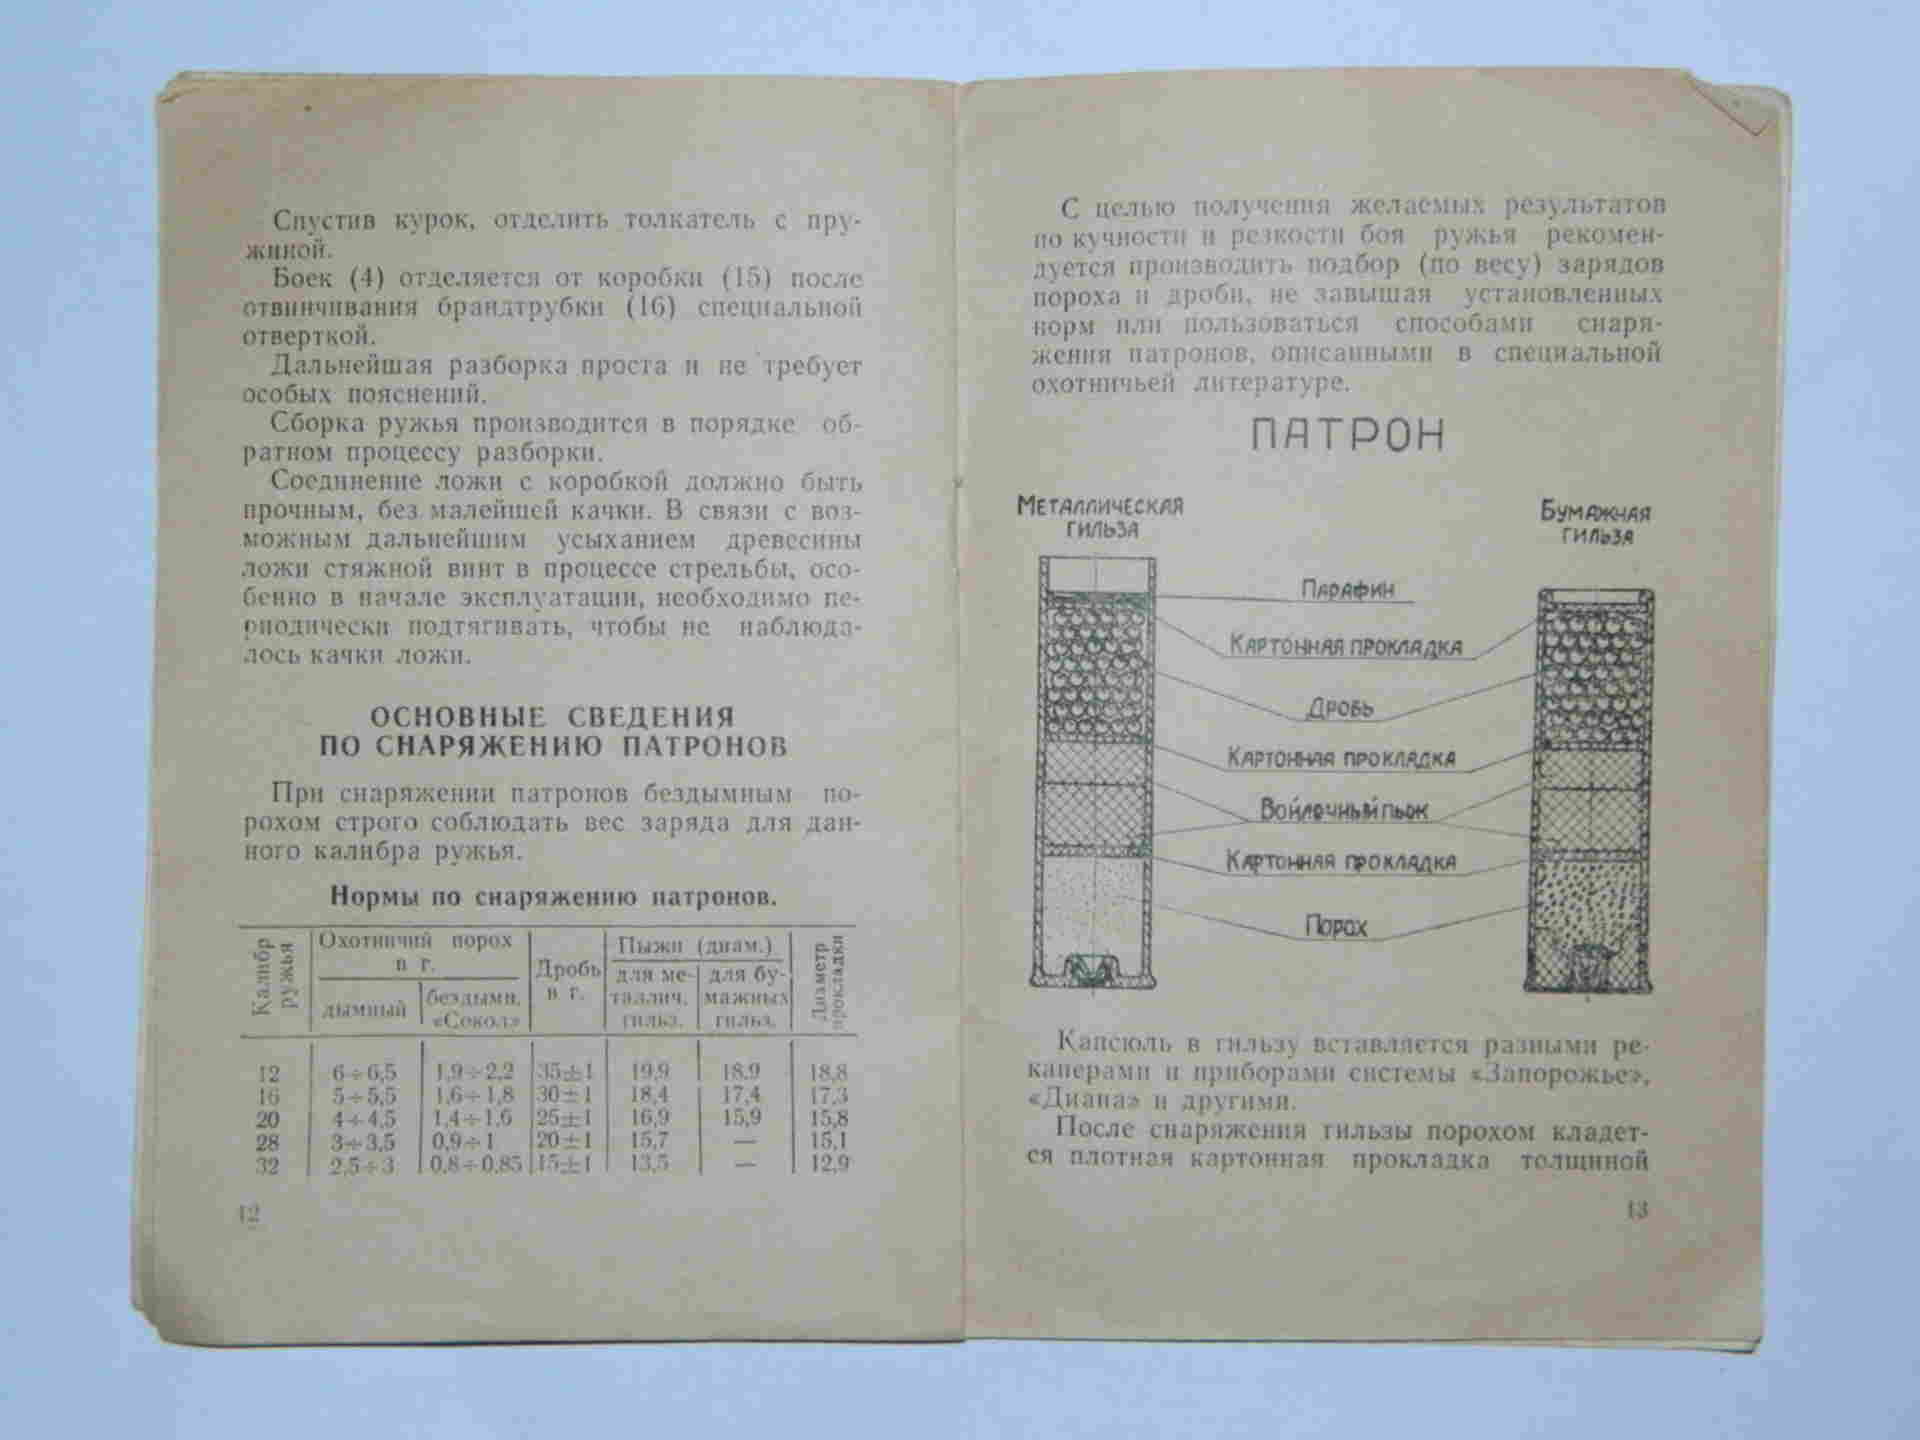 Спустив курок, отделить толкатель с пру-
жиной.
Боек (4) отделяется от коробки (15) после
отвинчивания брандтрубки (16) специальной
отверткой.
Дальнейшая разборка проста и не требует
особых пояснений.
Сборка ружья производится в порядке об-
ратном процессу разборки.
Соединение ложи с коробкой должно быть
прочным, без малейшей качки. В связи с воз-
можным дальнейшим усыханием древесины
ложи стяжной винт в процессе стрельбы, осо-
бенно в начале эксплуатации, необходимо пе-
риодически подтягивать, чтобы не наблюда-
лось качки ложи.
ОСНОВНЫЕ СВЕДЕНИЯ
ПО СНАРЯЖЕНИЮ ПАТРОНОВ
При снаряжении патронов бездымным по-
рохом строго соблюдать вес заряда для дан-
ного калибра ружья.
Нормы по снаряжению патронов.
Калибр ружья
Охотничий порох в г.
дымный
бездымн. «Сокол»
Дробь в г.
Пыжи (диам.)
для ме-таллич. гильз.
для бу-мажных гильз.
Диаметр прокладки
12 6÷6,5 1,9÷2,2 35±1 19,9 18,9 18,8
16 5÷5,5 1,6÷1,8 30±1 18,4 17,4 17,3
20 4÷4,5 1,4÷1,6 25±1 16,9 15,9 15,8
28 3÷3,5 0,9÷1 20±1 15,7 — 15,1
32 2,5÷3 0,8÷0,85 15±1 13,5 — 12,9
12
С целью получения желаемых результатов
по кучности и резкости боя ружья рекомен-
дуется производить подбор (по весу) зарядов
пороха и дроби, не завышая установленных
норм или пользоваться способами снаря-
жения патронов, описанными в специальной
охотничьей литературе.
ПАТРОН
МЕТАЛЛИЧЕСКАЯ
ГИЛЬЗА
БУМАЖНАЯ
ГИЛЬЗА
ПАРАФИН
КАРТОННАЯ ПРОКЛАДКА
ДРОБЬ
КАРТОННАЯ ПРОКЛАДКА
ВОЙЛОЧНЫЙ ПЫЖ
КАРТОННАЯ ПРОКЛАДКА
ПОРОХ
Капсюль в гильзу вставляется разными ре-
каперами и приборами системы «Запорожье»,
«Диана» и другими.
После снаряжения гильзы порохом кладет-
ся плотная картонная прокладка толщиной
13